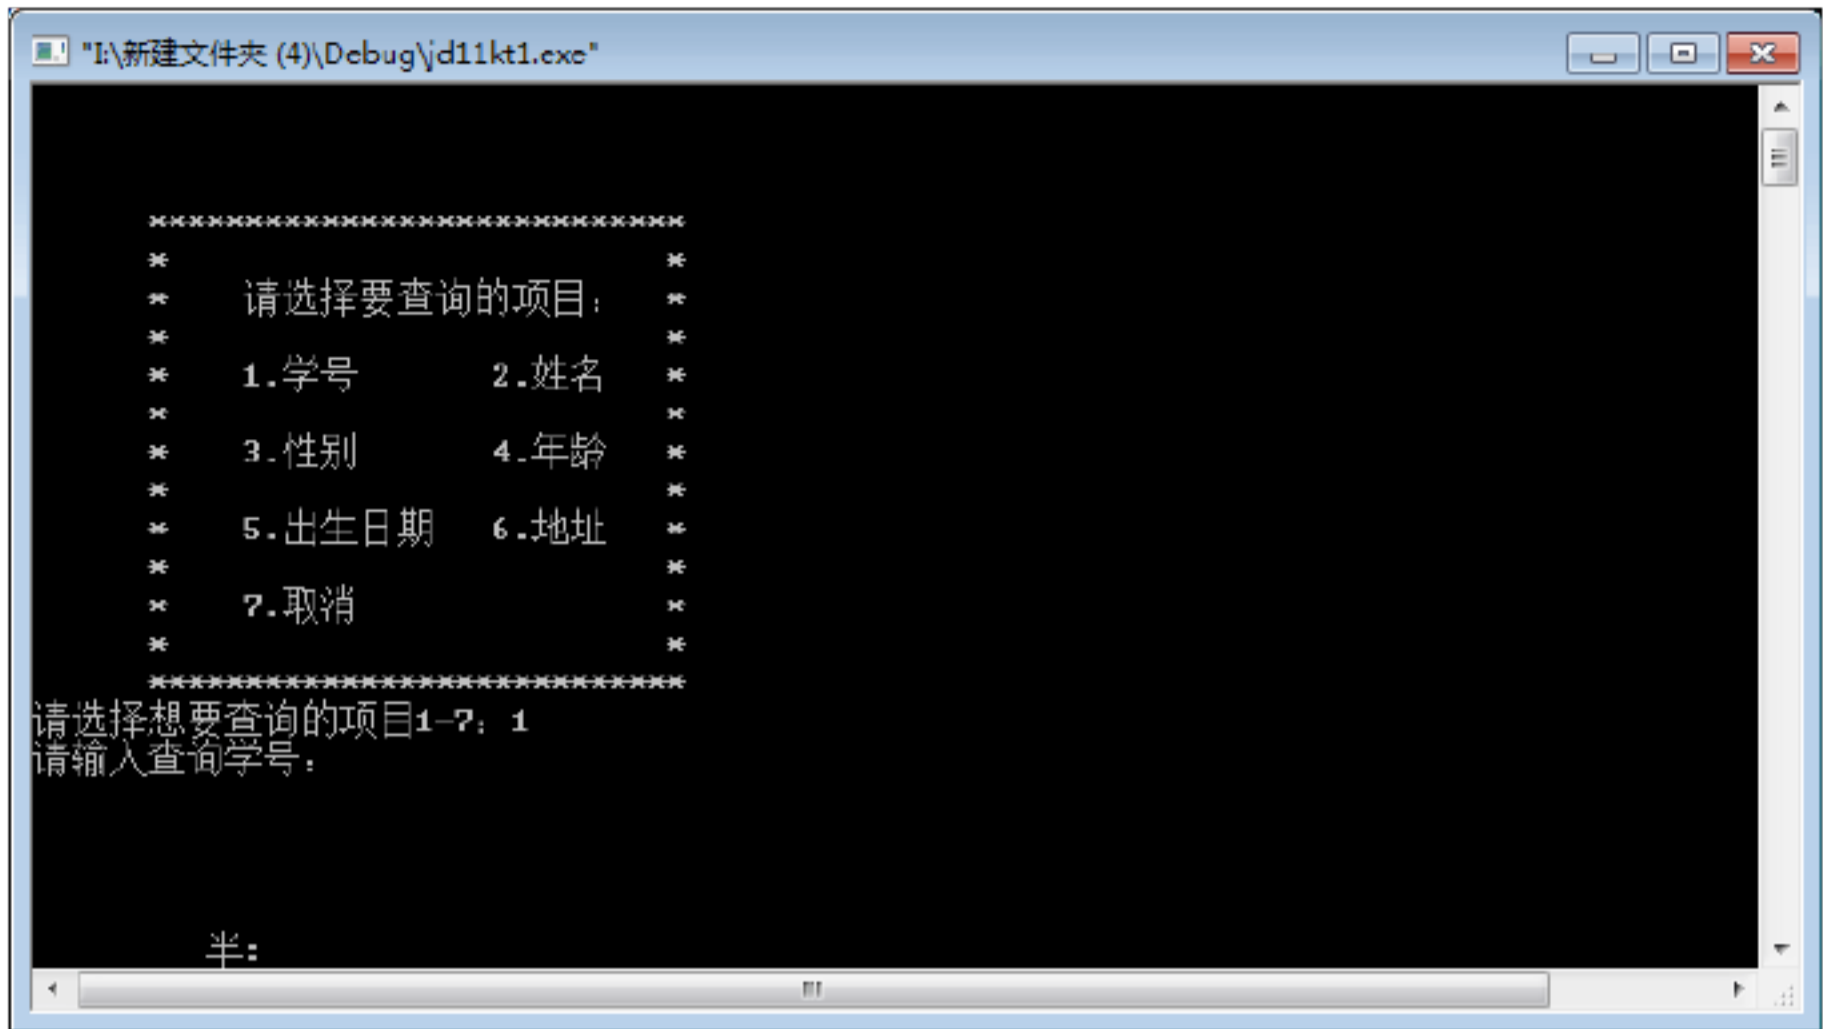 "I:\新建文件夹 (4)\Debug\jd11kt1.exe"
****************************
* *
* 请选择要查询的项目: *
* *
* 1.学号 2.姓名 *
* *
* 3.性别 4.年龄 *
* *
* 5.出生日期 6.地址 *
* *
* 7.取消 *
* *
****************************
请选择想要查询的项目1-7: 1
请输入查询学号:
半: